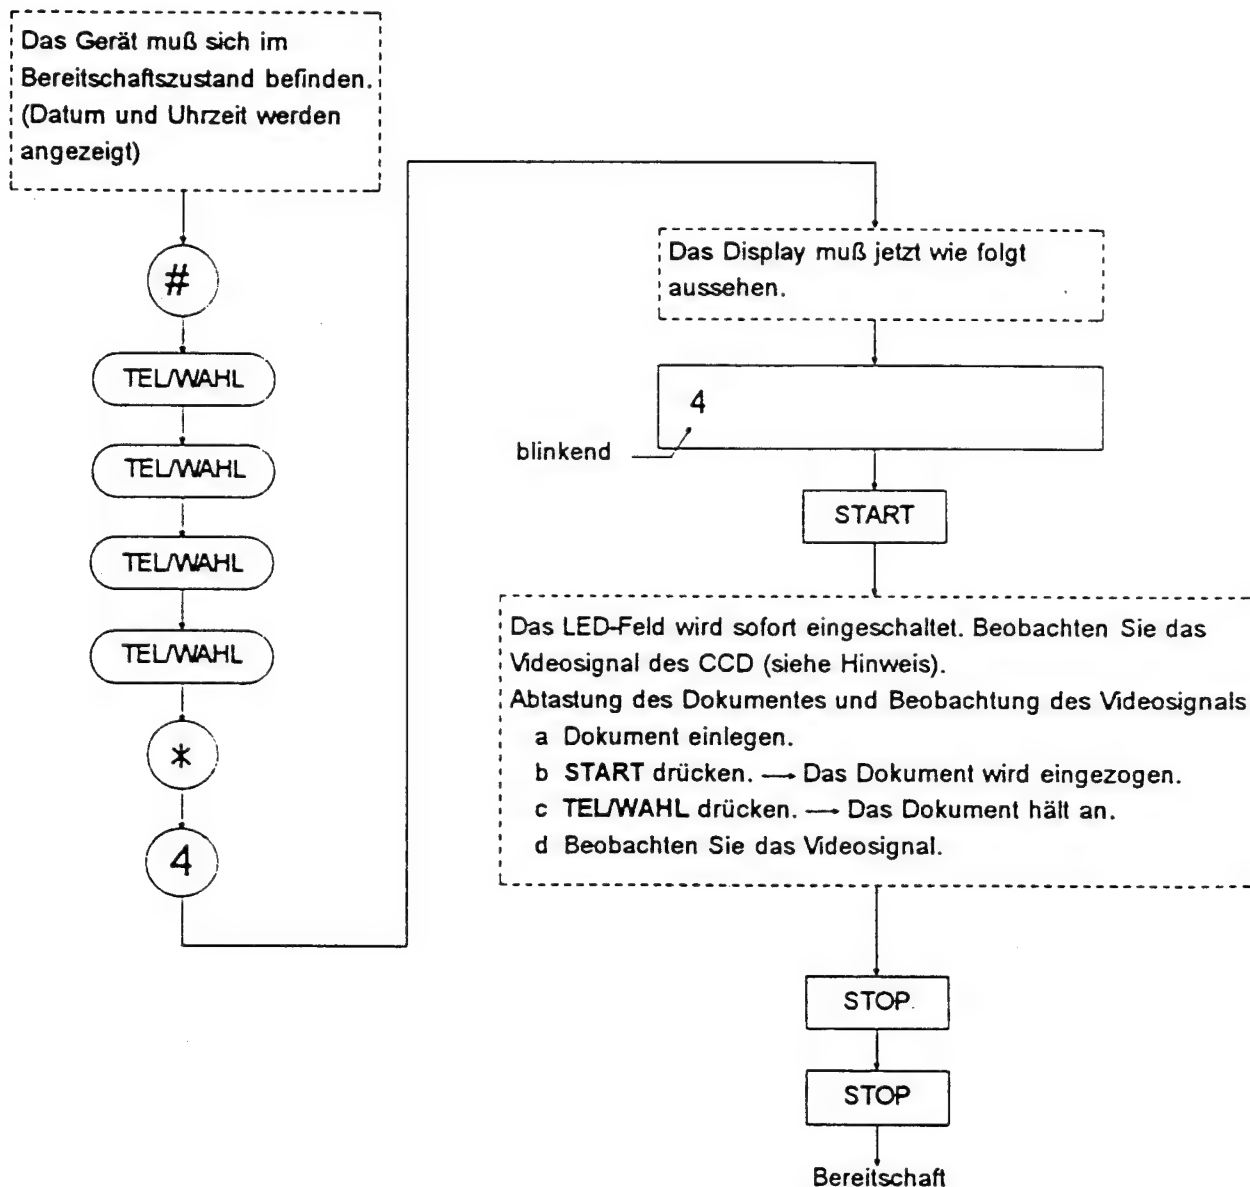 Das Gerät muß sich im
Bereitschaftszustand befinden.
(Datum und Uhrzeit werden
angezeigt)
#
TEL/WAHL
TEL/WAHL
TEL/WAHL
TEL/WAHL
*
4
Das Display muß jetzt wie folgt
aussehen.
4
blinkend
START
Das LED-Feld wird sofort eingeschaltet. Beobachten Sie das
Videosignal des CCD (siehe Hinweis).
Abtastung des Dokumentes und Beobachtung des Videosignals
a Dokument einlegen.
b START drücken. → Das Dokument wird eingezogen.
c TEL/WAHL drücken. → Das Dokument hält an.
d Beobachten Sie das Videosignal.
STOP
STOP
Bereitschaft